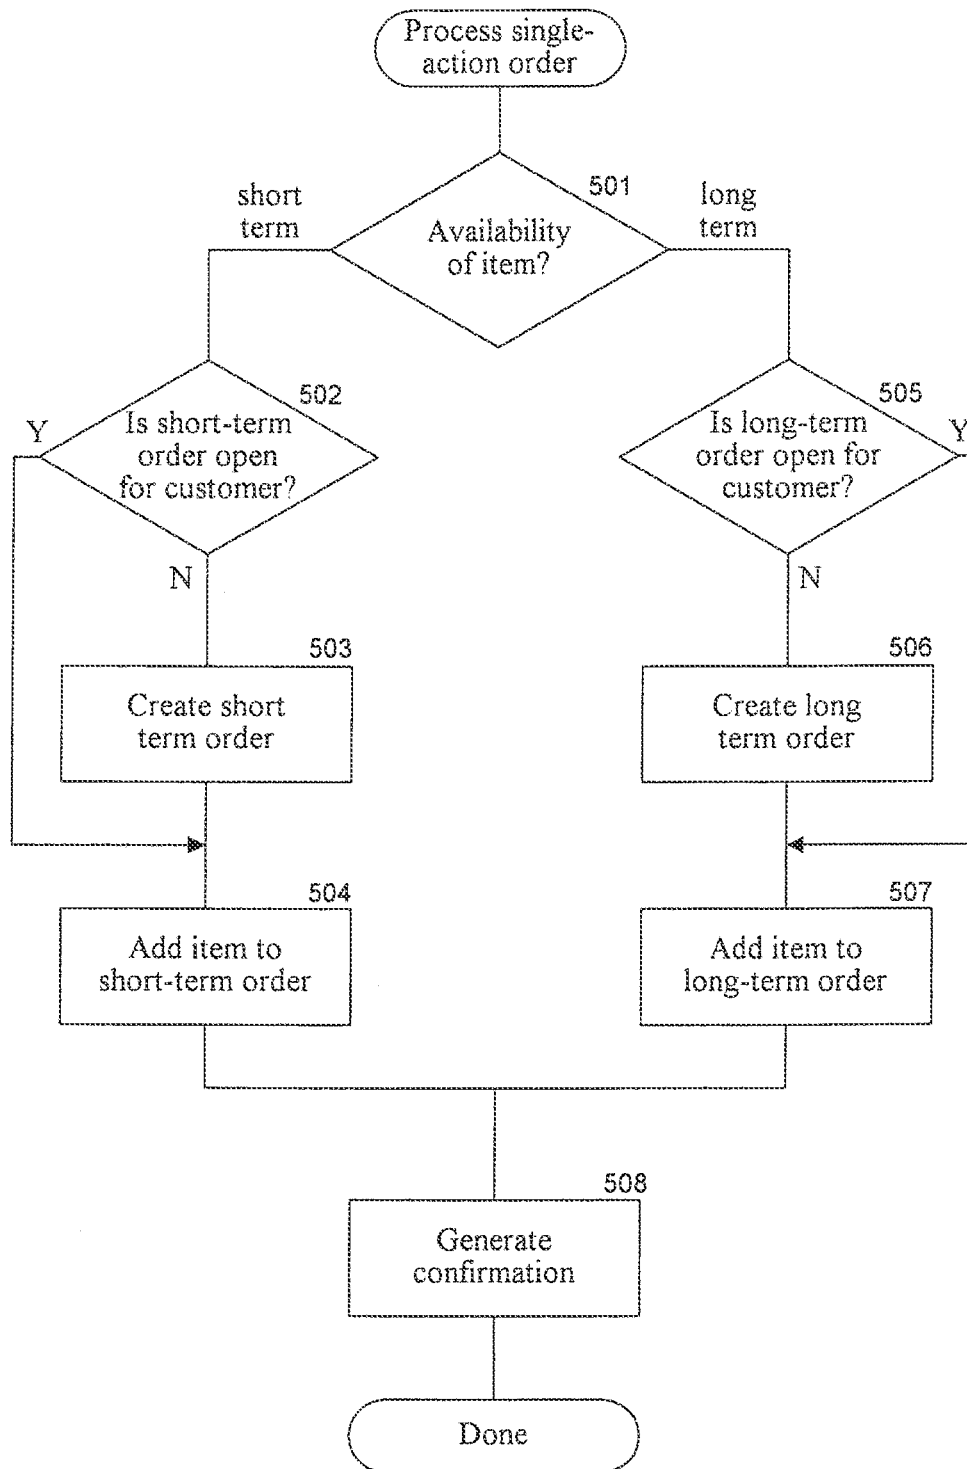 Process single-
action order
501
short
term
Availability
of item?
long
term
502
Is short-term
order open
for customer?
Y
N
505
Is long-term
order open for
customer?
Y
N
503
Create short
term order
506
Create long
term order
504
Add item to
short-term order
507
Add item to
long-term order
508
Generate
confirmation
Done